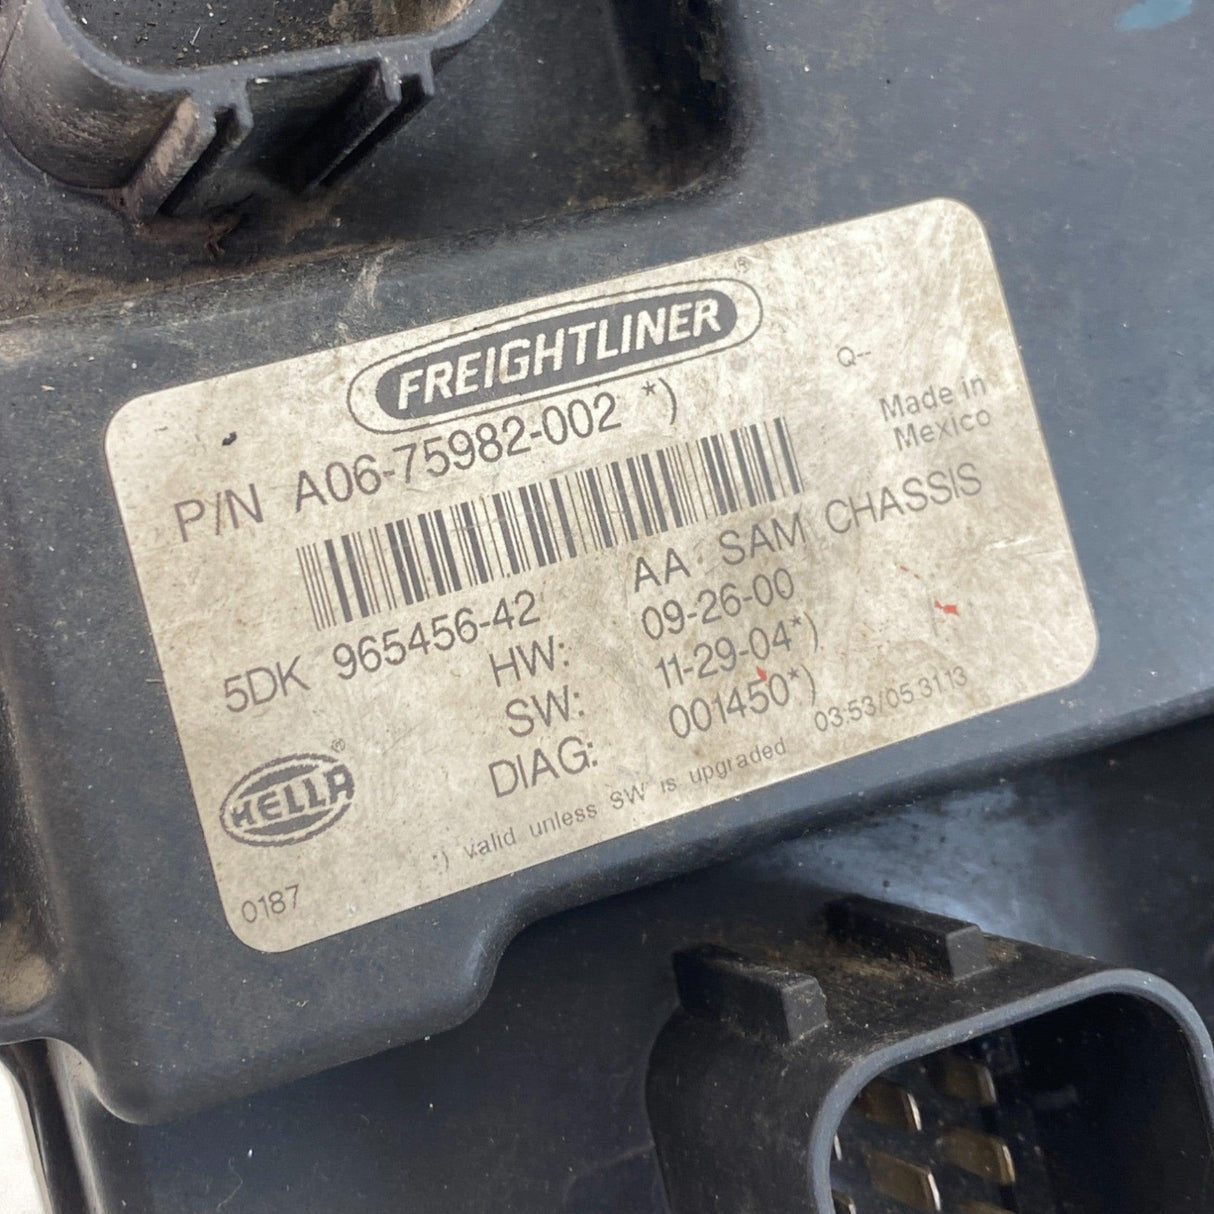 FREIGHTLINER®
P/N A06-75982-002 *)
Q--
Made in
Mexico
AA : SAM CHASSIS
5DK 965456-42
HW: 09-26-00
SW: 11-29-04*)
DIAG: 001450*)
HELLA®
*) valid unless SW is upgraded 03:53/05.31.13
0187